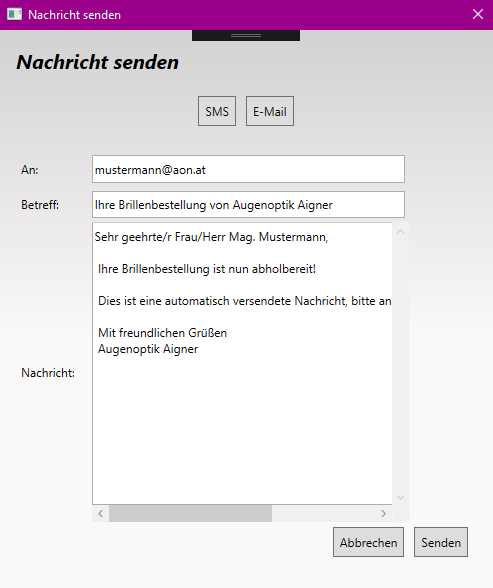 Nachricht senden
Nachricht senden
SMS E-Mail
An: mustermann@aon.at
Betreff: Ihre Brillenbestellung von Augenoptik Aigner
Sehr geehrte/r Frau/Herr Mag. Mustermann,
Ihre Brillenbestellung ist nun abholbereit!
Dies ist eine automatisch versendete Nachricht, bitte an
Mit freundlichen Grüßen
Augenoptik Aigner
Nachricht:
Abbrechen Senden